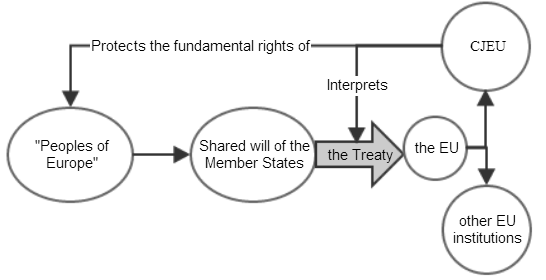 CJEU
Protects the fundamental rights of
Interprets
"Peoples of
Europe"
Shared will of the
Member States
the Treaty
the EU
other EU
institutions